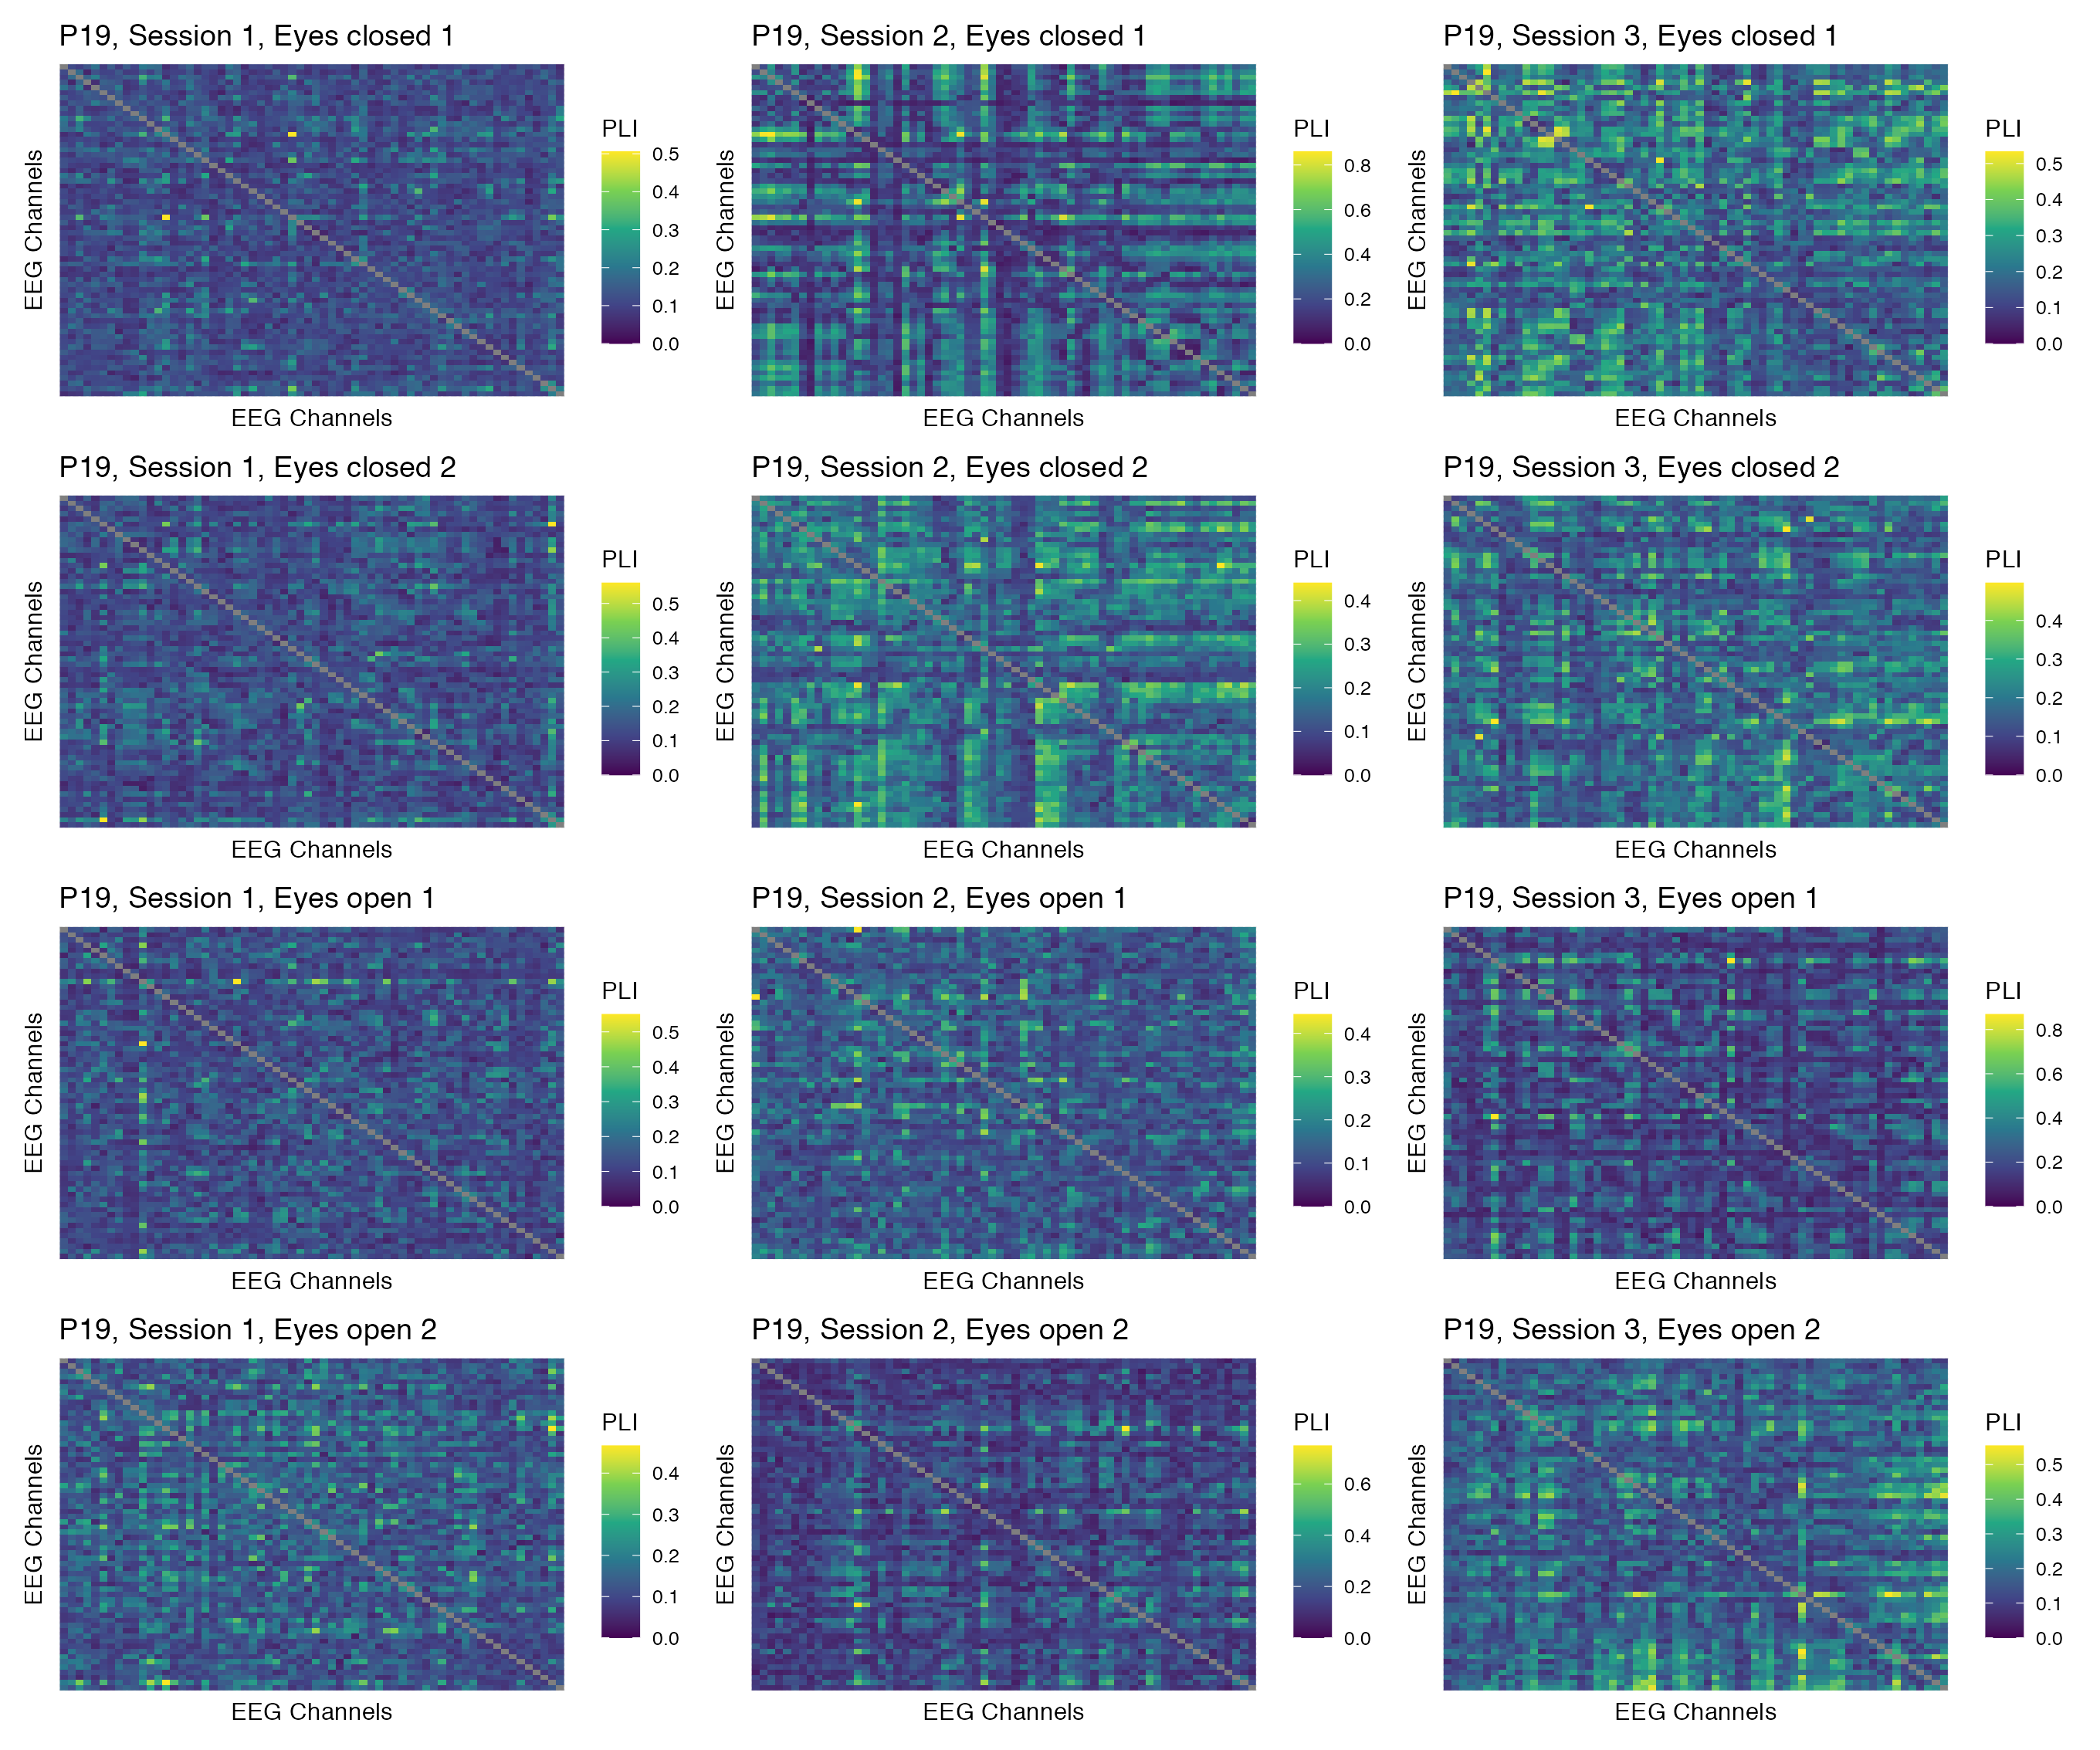 P19, Session 1, Eyes closed 1
EEG Channels
EEG Channels
PLI
0.5
0.4
0.3
0.2
0.1
0.0
P19, Session 2, Eyes closed 1
EEG Channels
EEG Channels
PLI
0.8
0.6
0.4
0.2
0.0
P19, Session 3, Eyes closed 1
EEG Channels
EEG Channels
PLI
0.5
0.4
0.3
0.2
0.1
0.0
P19, Session 1, Eyes closed 2
EEG Channels
EEG Channels
PLI
0.5
0.4
0.3
0.2
0.1
0.0
P19, Session 2, Eyes closed 2
EEG Channels
EEG Channels
PLI
0.4
0.3
0.2
0.1
0.0
P19, Session 3, Eyes closed 2
EEG Channels
EEG Channels
PLI
0.4
0.3
0.2
0.1
0.0
P19, Session 1, Eyes open 1
EEG Channels
EEG Channels
PLI
0.5
0.4
0.3
0.2
0.1
0.0
P19, Session 2, Eyes open 1
EEG Channels
EEG Channels
PLI
0.4
0.3
0.2
0.1
0.0
P19, Session 3, Eyes open 1
EEG Channels
EEG Channels
PLI
0.8
0.6
0.4
0.2
0.0
P19, Session 1, Eyes open 2
EEG Channels
EEG Channels
PLI
0.4
0.3
0.2
0.1
0.0
P19, Session 2, Eyes open 2
EEG Channels
EEG Channels
PLI
0.6
0.4
0.2
0.0
P19, Session 3, Eyes open 2
EEG Channels
EEG Channels
PLI
0.5
0.4
0.3
0.2
0.1
0.0